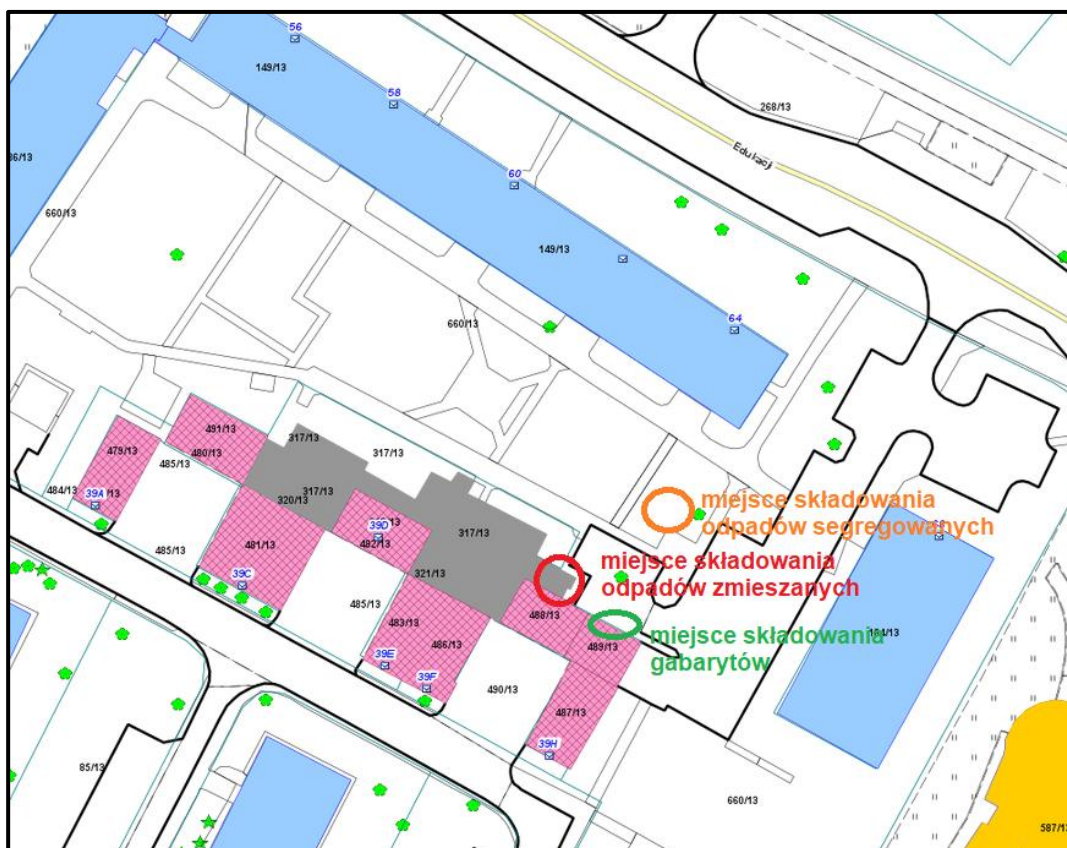 56
149/13
58
268/13
Edukacji
60
660/13
149/13
64
660/13
491/13
317/13
479/13
480/13
485/13
317/13
484/13
39A
320/13
317/13
39D
317/13
miejsce składowania
odpadów segregowanych
485/13
481/13
482/13
321/13
miejsce składowania
odpadów zmieszanych
39C
485/13
483/13
488/13
486/13
489/13
miejsce składowania
gabarytów
39E
39F
490/13
487/13
39H
85/13
660/13
587/13